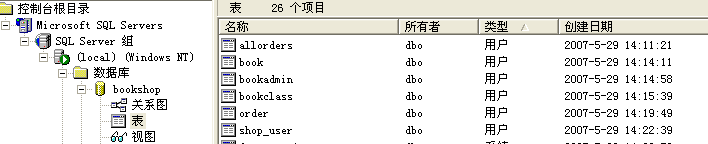 控制台根目录
Microsoft SQL Servers
SQL Server 组
(local) (Windows NT)
数据库
bookshop
关系图
表
视图
表 26 个项目
名称 所有者 类型 创建日期
allorders dbo 用户 2007-5-29 14:11:21
book dbo 用户 2007-5-29 14:14:11
bookadmin dbo 用户 2007-5-29 14:14:58
bookclass dbo 用户 2007-5-29 14:15:39
order dbo 用户 2007-5-29 14:19:49
shop_user dbo 用户 2007-5-29 14:22:39